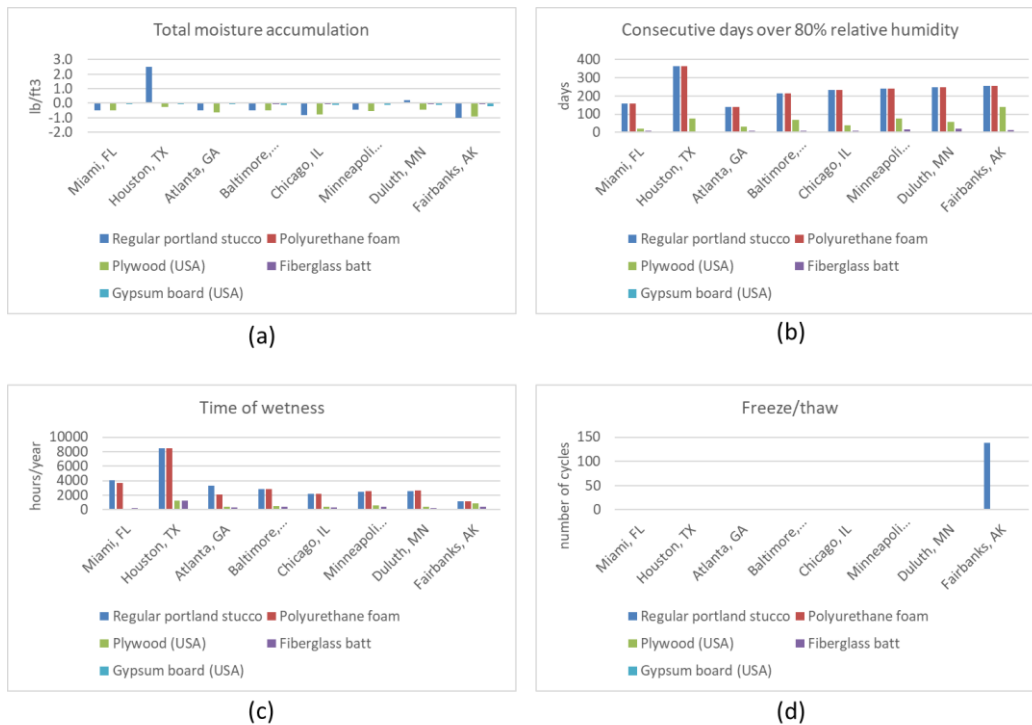 Total moisture accumulation
lb/ft3
3.0
2.0
1.0
0.0
-1.0
-2.0
Miami, FL
Houston, TX
Atlanta, GA
Baltimore,...
Chicago, IL
Minneapoli...
Duluth, MN
Fairbanks, AK
Regular portland stucco
Polyurethane foam
Plywood (USA)
Fiberglass batt
Gypsum board (USA)
(a)
Consecutive days over 80% relative humidity
days
400
300
200
100
0
Miami, FL
Houston, TX
Atlanta, GA
Baltimore,...
Chicago, IL
Minneapoli...
Duluth, MN
Fairbanks, AK
Regular portland stucco
Polyurethane foam
Plywood (USA)
Fiberglass batt
Gypsum board (USA)
(b)
Time of wetness
hours/year
10000
8000
6000
4000
2000
0
Miami, FL
Houston, TX
Atlanta, GA
Baltimore,...
Chicago, IL
Minneapoli...
Duluth, MN
Fairbanks, AK
Regular portland stucco
Polyurethane foam
Plywood (USA)
Fiberglass batt
Gypsum board (USA)
(c)
Freeze/thaw
number of cycles
150
100
50
0
Miami, FL
Houston, TX
Atlanta, GA
Baltimore,...
Chicago, IL
Minneapoli...
Duluth, MN
Fairbanks, AK
Regular portland stucco
Polyurethane foam
Plywood (USA)
Fiberglass batt
Gypsum board (USA)
(d)